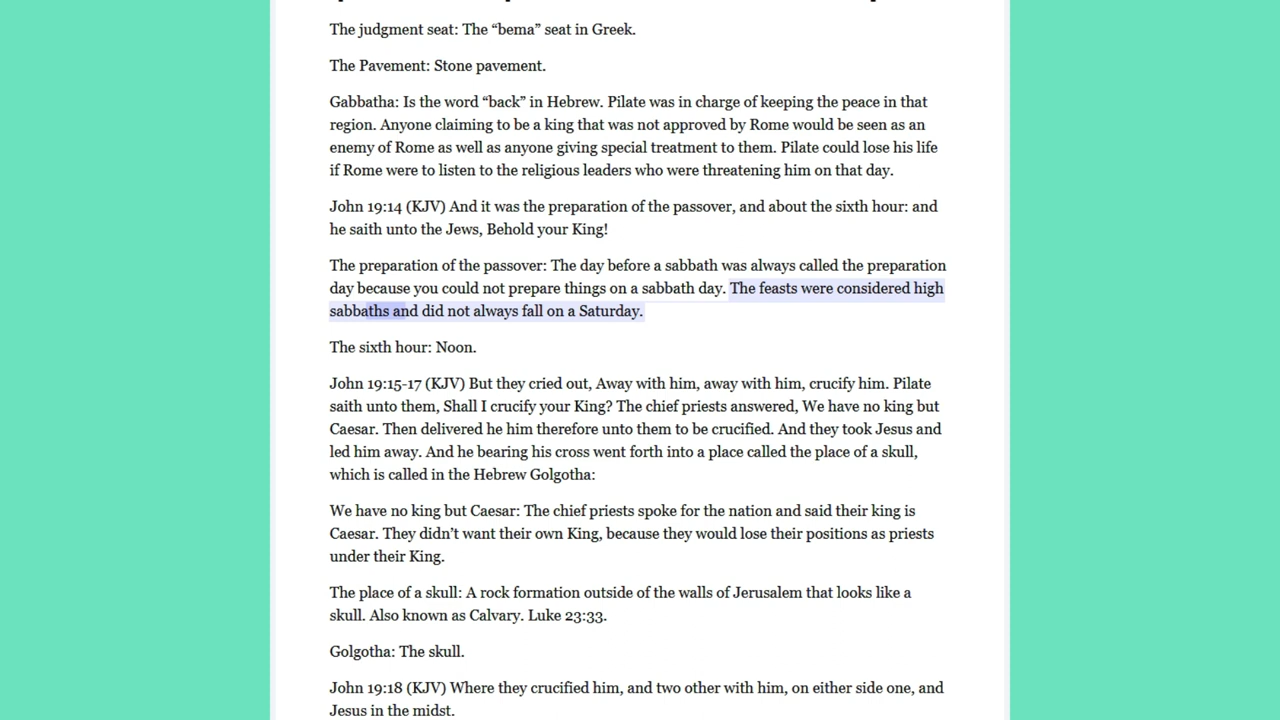 The judgment seat: The “bema” seat in Greek.
The Pavement: Stone pavement.
Gabbatha: Is the word “back” in Hebrew. Pilate was in charge of keeping the peace in that
region. Anyone claiming to be a king that was not approved by Rome would be seen as an
enemy of Rome as well as anyone giving special treatment to them. Pilate could lose his life
if Rome were to listen to the religious leaders who were threatening him on that day.
John 19:14 (KJV) And it was the preparation of the passover, and about the sixth hour: and
he saith unto the Jews, Behold your King!
The preparation of the passover: The day before a sabbath was always called the preparation
day because you could not prepare things on a sabbath day. The feasts were considered high
sabbaths and did not always fall on a Saturday.
The sixth hour: Noon.
John 19:15-17 (KJV) But they cried out, Away with him, away with him, crucify him. Pilate
saith unto them, Shall I crucify your King? The chief priests answered, We have no king but
Caesar. Then delivered he him therefore unto them to be crucified. And they took Jesus and
led him away. And he bearing his cross went forth into a place called the place of a skull,
which is called in the Hebrew Golgotha:
We have no king but Caesar: The chief priests spoke for the nation and said their king is
Caesar. They didn’t want their own King, because they would lose their positions as priests
under their King.
The place of a skull: A rock formation outside of the walls of Jerusalem that looks like a
skull. Also known as Calvary. Luke 23:33.
Golgotha: The skull.
John 19:18 (KJV) Where they crucified him, and two other with him, on either side one, and
Jesus in the midst.